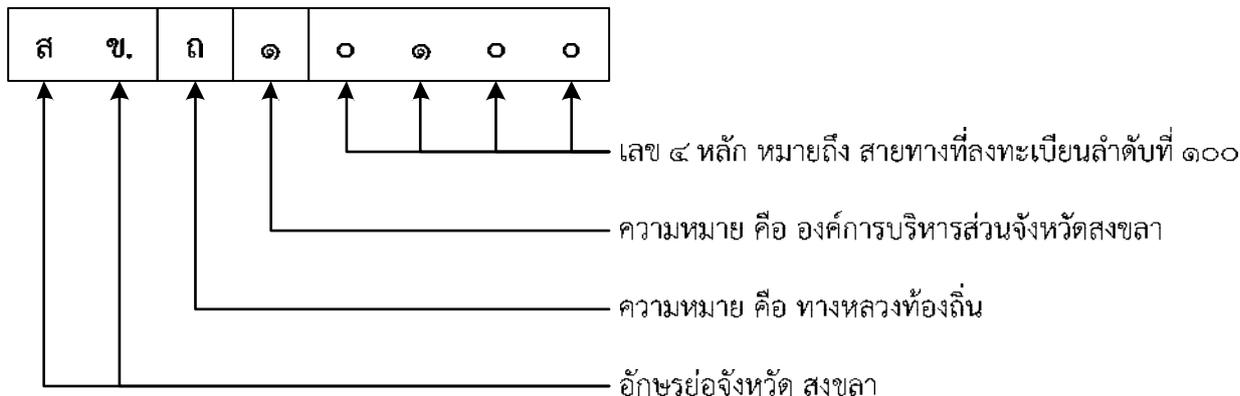 ส ข. ถ ๑ ๐ ๑ ๐ ๐
เลข ๔ หลัก หมายถึง สายทางที่ลงทะเบียนลำดับที่ ๑๐๐
ความหมาย คือ องค์การบริหารส่วนจังหวัดสงขลา
ความหมาย คือ ทางหลวงท้องถิ่น
อักษรย่อจังหวัด สงขลา